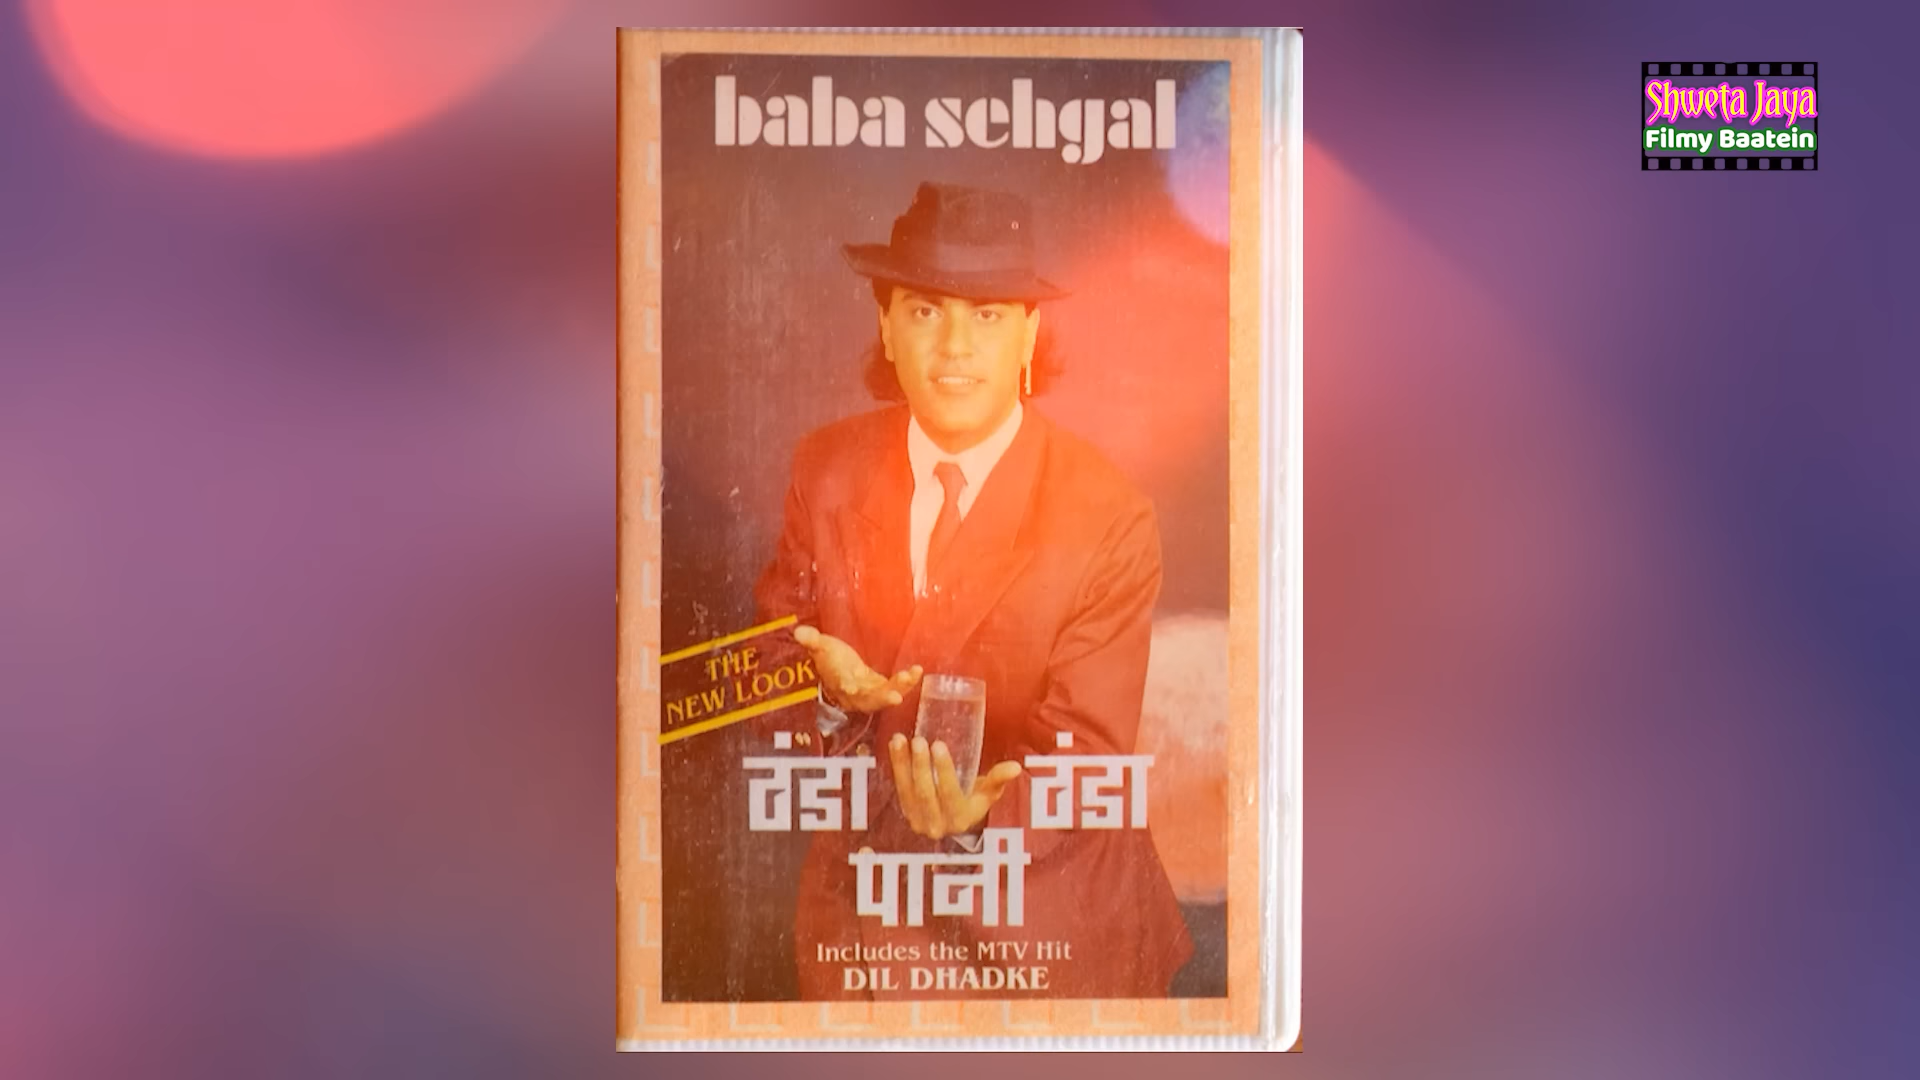 baba sehgal
THE
NEW LOOK
ठंडा ठंडा
पानी
Includes the MTV Hit
DIL DHADKE
Shweta Jaya
Filmy Baatein